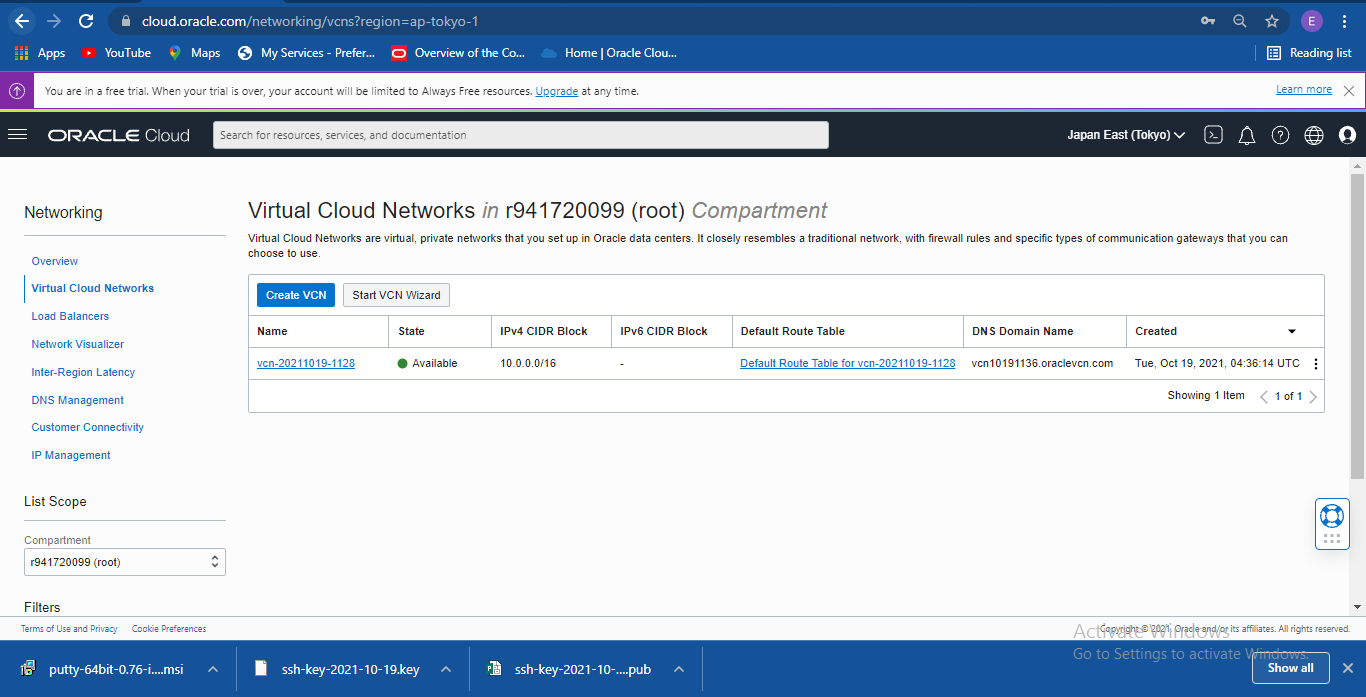 cloud.oracle.com/networking/vcns?region=ap-tokyo-1
E
Apps YouTube Maps My Services - Prefer... Overview of the Co... Home | Oracle Clou... Reading list
You are in a free trial. When your trial is over, your account will be limited to Always Free resources. Upgrade at any time. Learn more
ORACLE Cloud Search for resources, services, and documentation Japan East (Tokyo)
Networking
Overview
Virtual Cloud Networks
Load Balancers
Network Visualizer
Inter-Region Latency
DNS Management
Customer Connectivity
IP Management
List Scope
Compartment
r941720099 (root)
Filters
Virtual Cloud Networks in r941720099 (root) Compartment
Virtual Cloud Networks are virtual, private networks that you set up in Oracle data centers. It closely resembles a traditional network, with firewall rules and specific types of communication gateways that you can
choose to use.
Create VCN Start VCN Wizard
Name State IPv4 CIDR Block IPv6 CIDR Block Default Route Table DNS Domain Name Created
vcn-20211019-1128 Available 10.0.0.0/16 - Default Route Table for vcn-20211019-1128 vcn10191136.oraclevcn.com Tue, Oct 19, 2021, 04:36:14 UTC
Showing 1 Item 1 of 1
Terms of Use and Privacy Cookie Preferences Copyright © 2021, Oracle and/or its affiliates. All rights reserved.
Activate Windows
Go to Settings to activate Windows.
putty-64bit-0.76-i....msi ssh-key-2021-10-19.key ssh-key-2021-10-....pub Show all